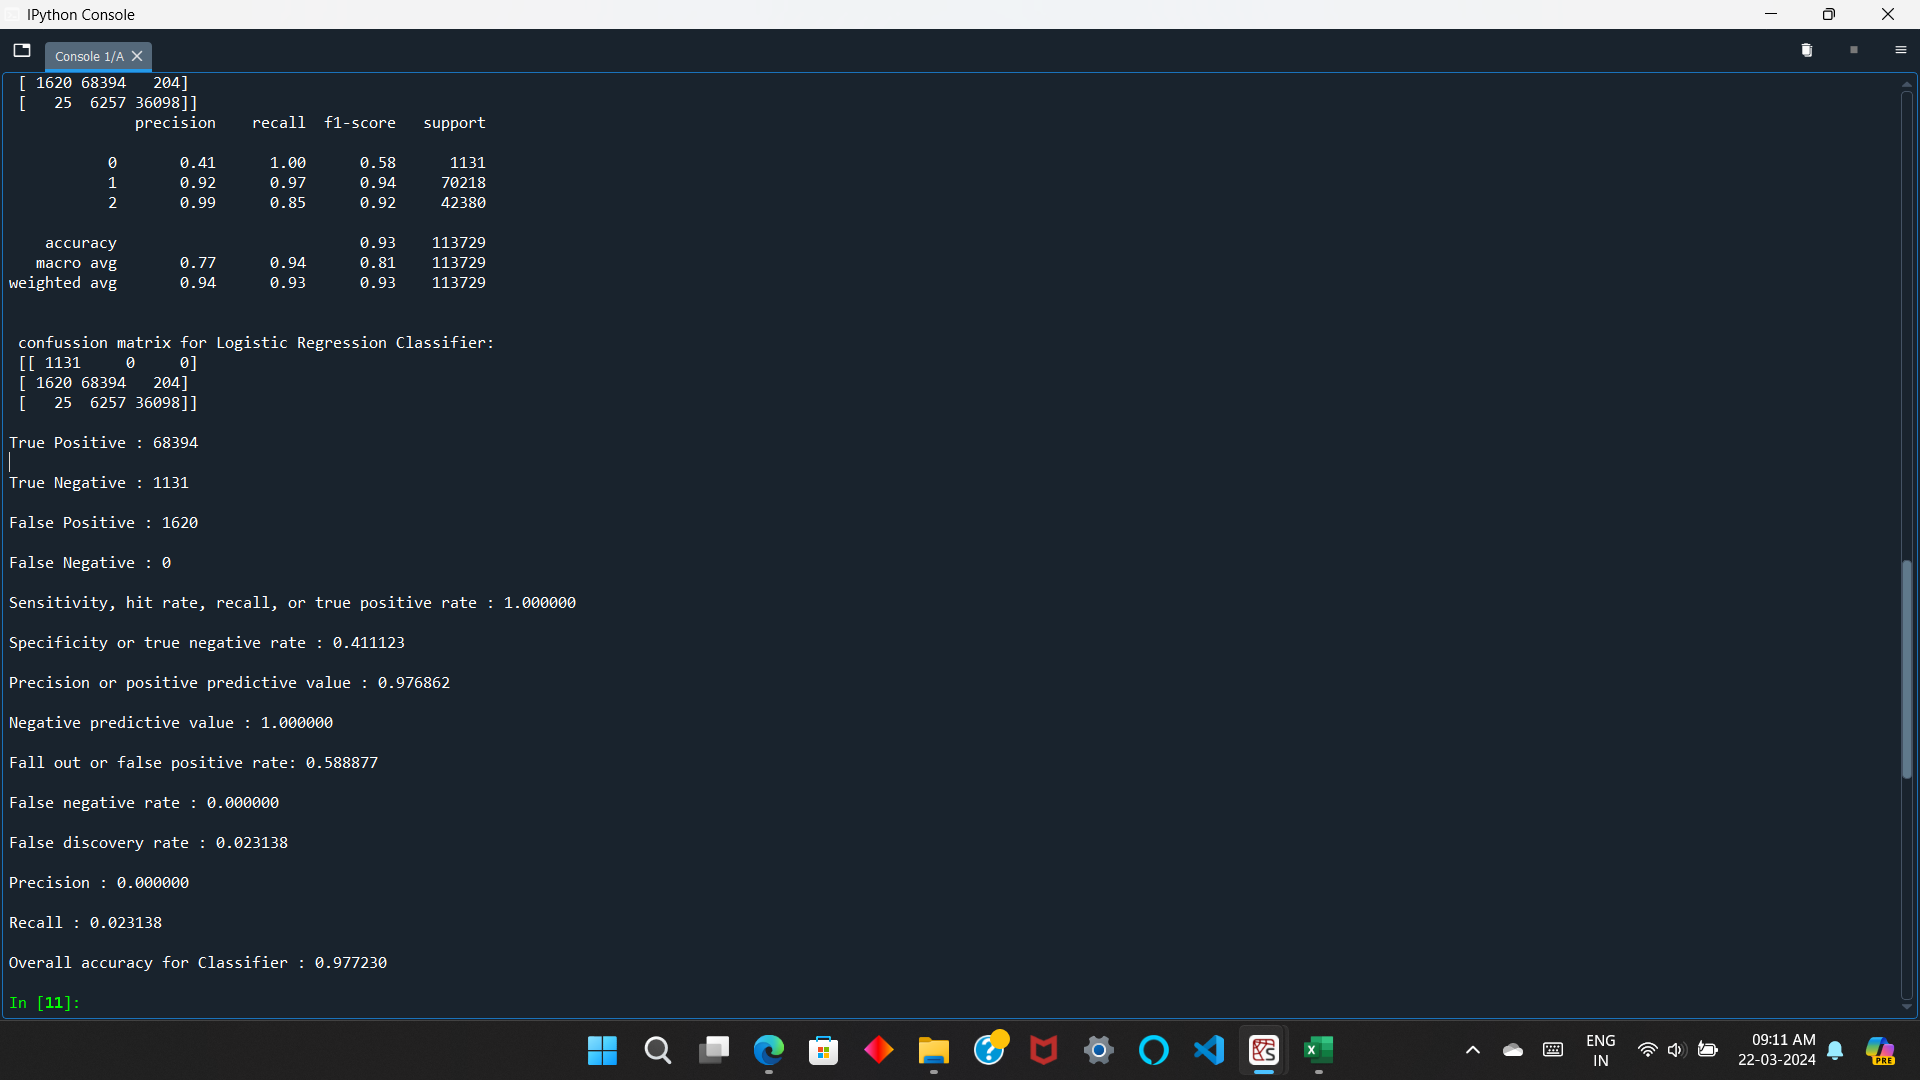 IPython Console
Console 1/A
[ 1620 68394   204]
[   25  6257 36098]]
precision    recall  f1-score   support
0       0.41      1.00      0.58      1131
1       0.92      0.97      0.94     70218
2       0.99      0.85      0.92     42380
accuracy                           0.93    113729
macro avg       0.77      0.94      0.81    113729
weighted avg       0.94      0.93      0.93    113729
confussion matrix for Logistic Regression Classifier:
[[ 1131     0     0]
[ 1620 68394   204]
[   25  6257 36098]]
True Positive : 68394
True Negative : 1131
False Positive : 1620
False Negative : 0
Sensitivity, hit rate, recall, or true positive rate : 1.000000
Specificity or true negative rate : 0.411123
Precision or positive predictive value : 0.976862
Negative predictive value : 1.000000
Fall out or false positive rate: 0.588877
False negative rate : 0.000000
False discovery rate : 0.023138
Precision : 0.000000
Recall : 0.023138
Overall accuracy for Classifier : 0.977230
In [11]:
ENG
IN
09:11 AM
22-03-2024
PRE